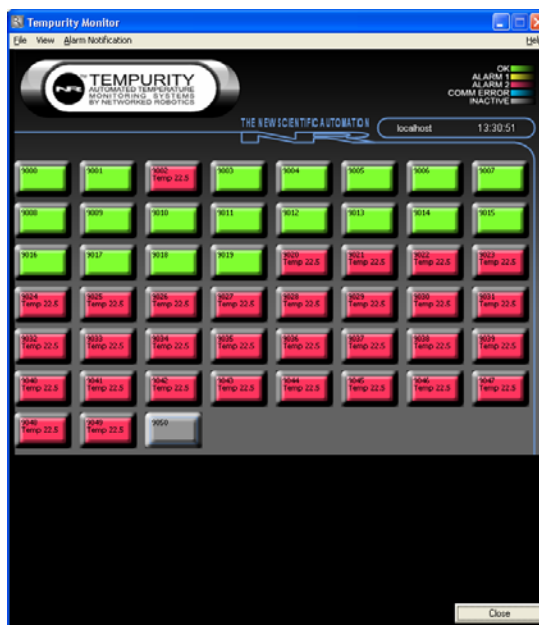 Tempurity Monitor
File View Alarm Notification Help
NR TEMPURITY
AUTOMATED TEMPERATURE
MONITORING SYSTEMS
BY NETWORKED ROBOTICS
OK
ALARM 1
ALARM 2
COMM ERROR
INACTIVE
THE NEW SCIENTIFIC AUTOMATION localhost 13:30:51
9000 9001 9002 9003 9004 9005 9006 9007
Temp 22.5
9008 9009 9010 9011 9012 9013 9014 9015
9016 9017 9018 9019 9020 9021 9022 9023
Temp 22.5 Temp 22.5 Temp 22.5 Temp 22.5
9024 9025 9026 9027 9028 9029 9030 9031
Temp 22.5 Temp 22.5 Temp 22.5 Temp 22.5 Temp 22.5 Temp 22.5 Temp 22.5 Temp 22.5
9032 9033 9034 9035 9036 9037 9038 9039
Temp 22.5 Temp 22.5 Temp 22.5 Temp 22.5 Temp 22.5 Temp 22.5 Temp 22.5 Temp 22.5
9040 9041 9042 9043 9044 9045 9046 9047
Temp 22.5 Temp 22.5 Temp 22.5 Temp 22.5 Temp 22.5 Temp 22.5 Temp 22.5 Temp 22.5
9048 9049 9050
Temp 22.5 Temp 22.5
Close